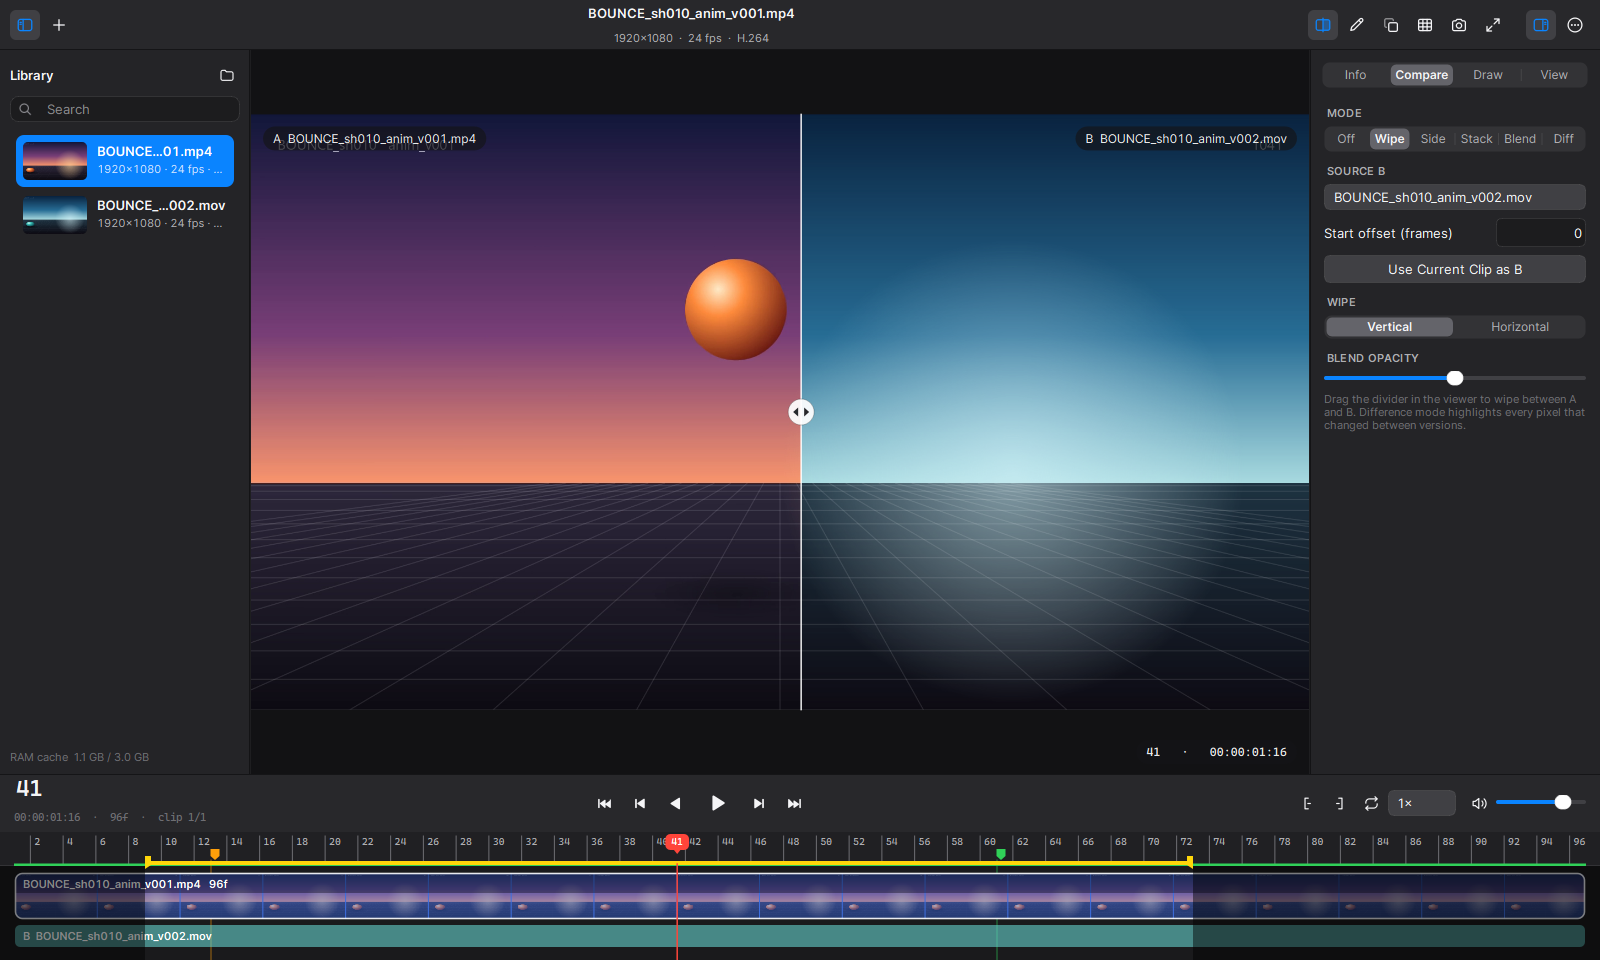 BOUNCE_sh010_anim_v001.mp4
1920×1080 · 24 fps · H.264
Library
Search
BOUNCE…01.mp4
1920×1080 · 24 fps · …
BOUNCE_…002.mov
1920×1080 · 24 fps · …
RAM cache 1.1 GB / 3.0 GB
A BOUNCE_sh010_anim_v001.mp4
BOUNCE_sh010_anim_v001
B BOUNCE_sh010_anim_v002.mov
1041
41 · 00:00:01:16
Info Compare Draw View
MODE
Off Wipe Side Stack Blend Diff
SOURCE B
BOUNCE_sh010_anim_v002.mov
Start offset (frames) 0
Use Current Clip as B
WIPE
Vertical Horizontal
BLEND OPACITY
Drag the divider in the viewer to wipe between A
and B. Difference mode highlights every pixel that
changed between versions.
41
00:00:01:16 · 96f · clip 1/1
1×
2 4 6 8 10 12 14 16 18 20 22 24 26 28 30 32 34 36 38 40 41 42 44 46 48 50 52 54 56 58 60 62 64 66 68 70 72 74 76 78 80 82 84 86 88 90 92 94 96
BOUNCE_sh010_anim_v001.mp4 96f
B BOUNCE_sh010_anim_v002.mov